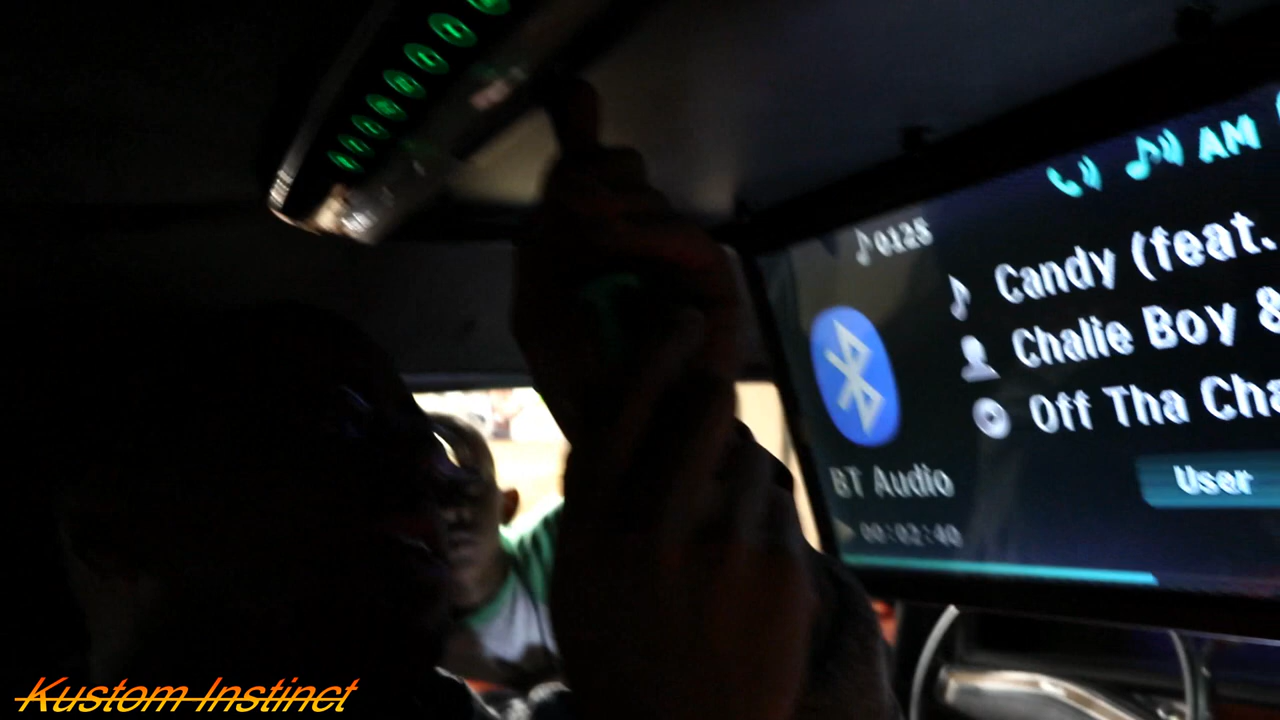 AM
0125
Candy (feat.
Chalie Boy &
Off Tha Cha
BT Audio
User
00:02:40
Kustom Instinct